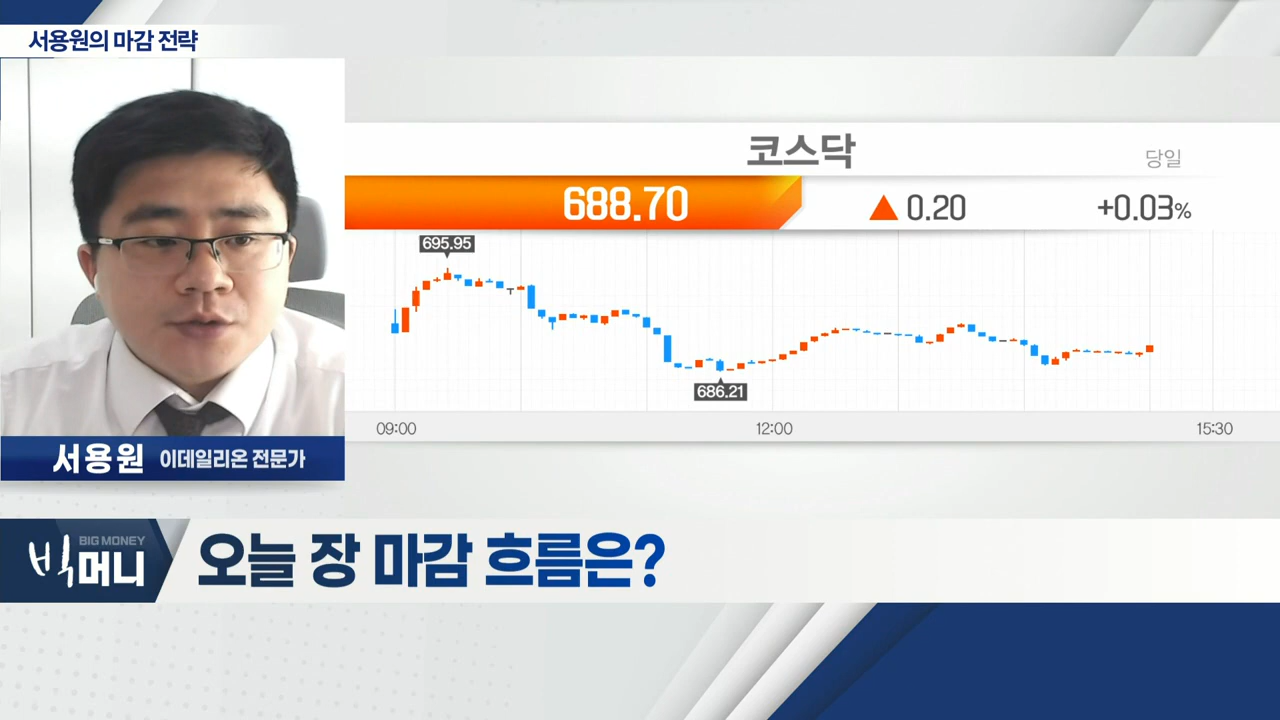 서용원의 마감 전략
코스닥
당일
688.70
▲ 0.20
+0.03%
695.95
686.21
09:00
12:00
15:30
서용원 이데일리온 전문가
BIG MONEY
빅머니
오늘 장 마감 흐름은?